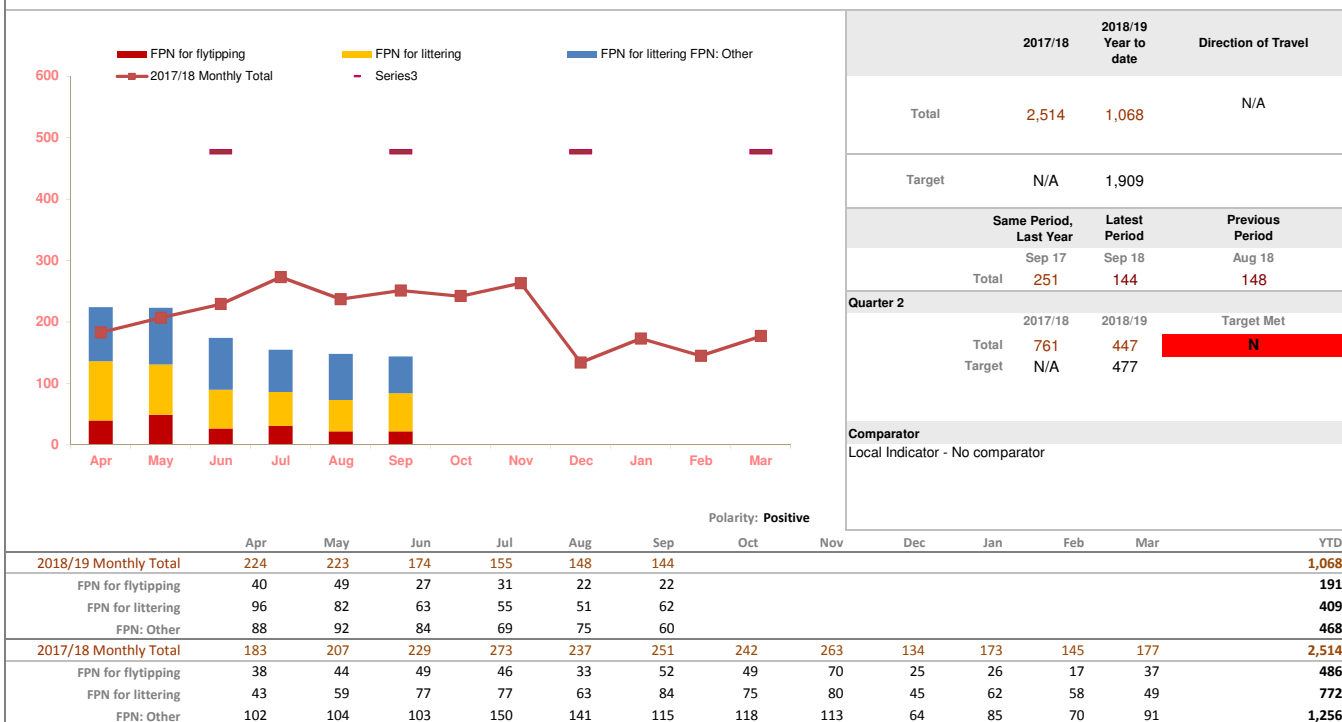 FPN for flytipping FPN for littering FPN for littering FPN: Other
2017/18 Monthly Total Series3
600
500
400
300
200
100
0
Apr May Jun Jul Aug Sep Oct Nov Dec Jan Feb Mar
Polarity: Positive
2017/18 2018/19 Year to date Direction of Travel
Total 2,514 1,068 N/A
Target N/A 1,909
Same Period, Last Year Latest Period Previous Period
Sep 17 Sep 18 Aug 18
Total 251 144 148
Quarter 2
2017/18 2018/19 Target Met
Total 761 447 N
Target N/A 477
Comparator
Local Indicator - No comparator
Apr May Jun Jul Aug Sep Oct Nov Dec Jan Feb Mar YTD
2018/19 Monthly Total 224 223 174 155 148 144 1,068
FPN for flytipping 40 49 27 31 22 22 191
FPN for littering 96 82 63 55 51 62 409
FPN: Other 88 92 84 69 75 60 468
2017/18 Monthly Total 183 207 229 273 237 251 242 263 134 173 145 177 2,514
FPN for flytipping 38 44 49 46 33 52 49 70 25 26 17 37 486
FPN for littering 43 59 77 77 63 84 75 80 45 62 58 49 772
FPN: Other 102 104 103 150 141 115 118 113 64 85 70 91 1,256